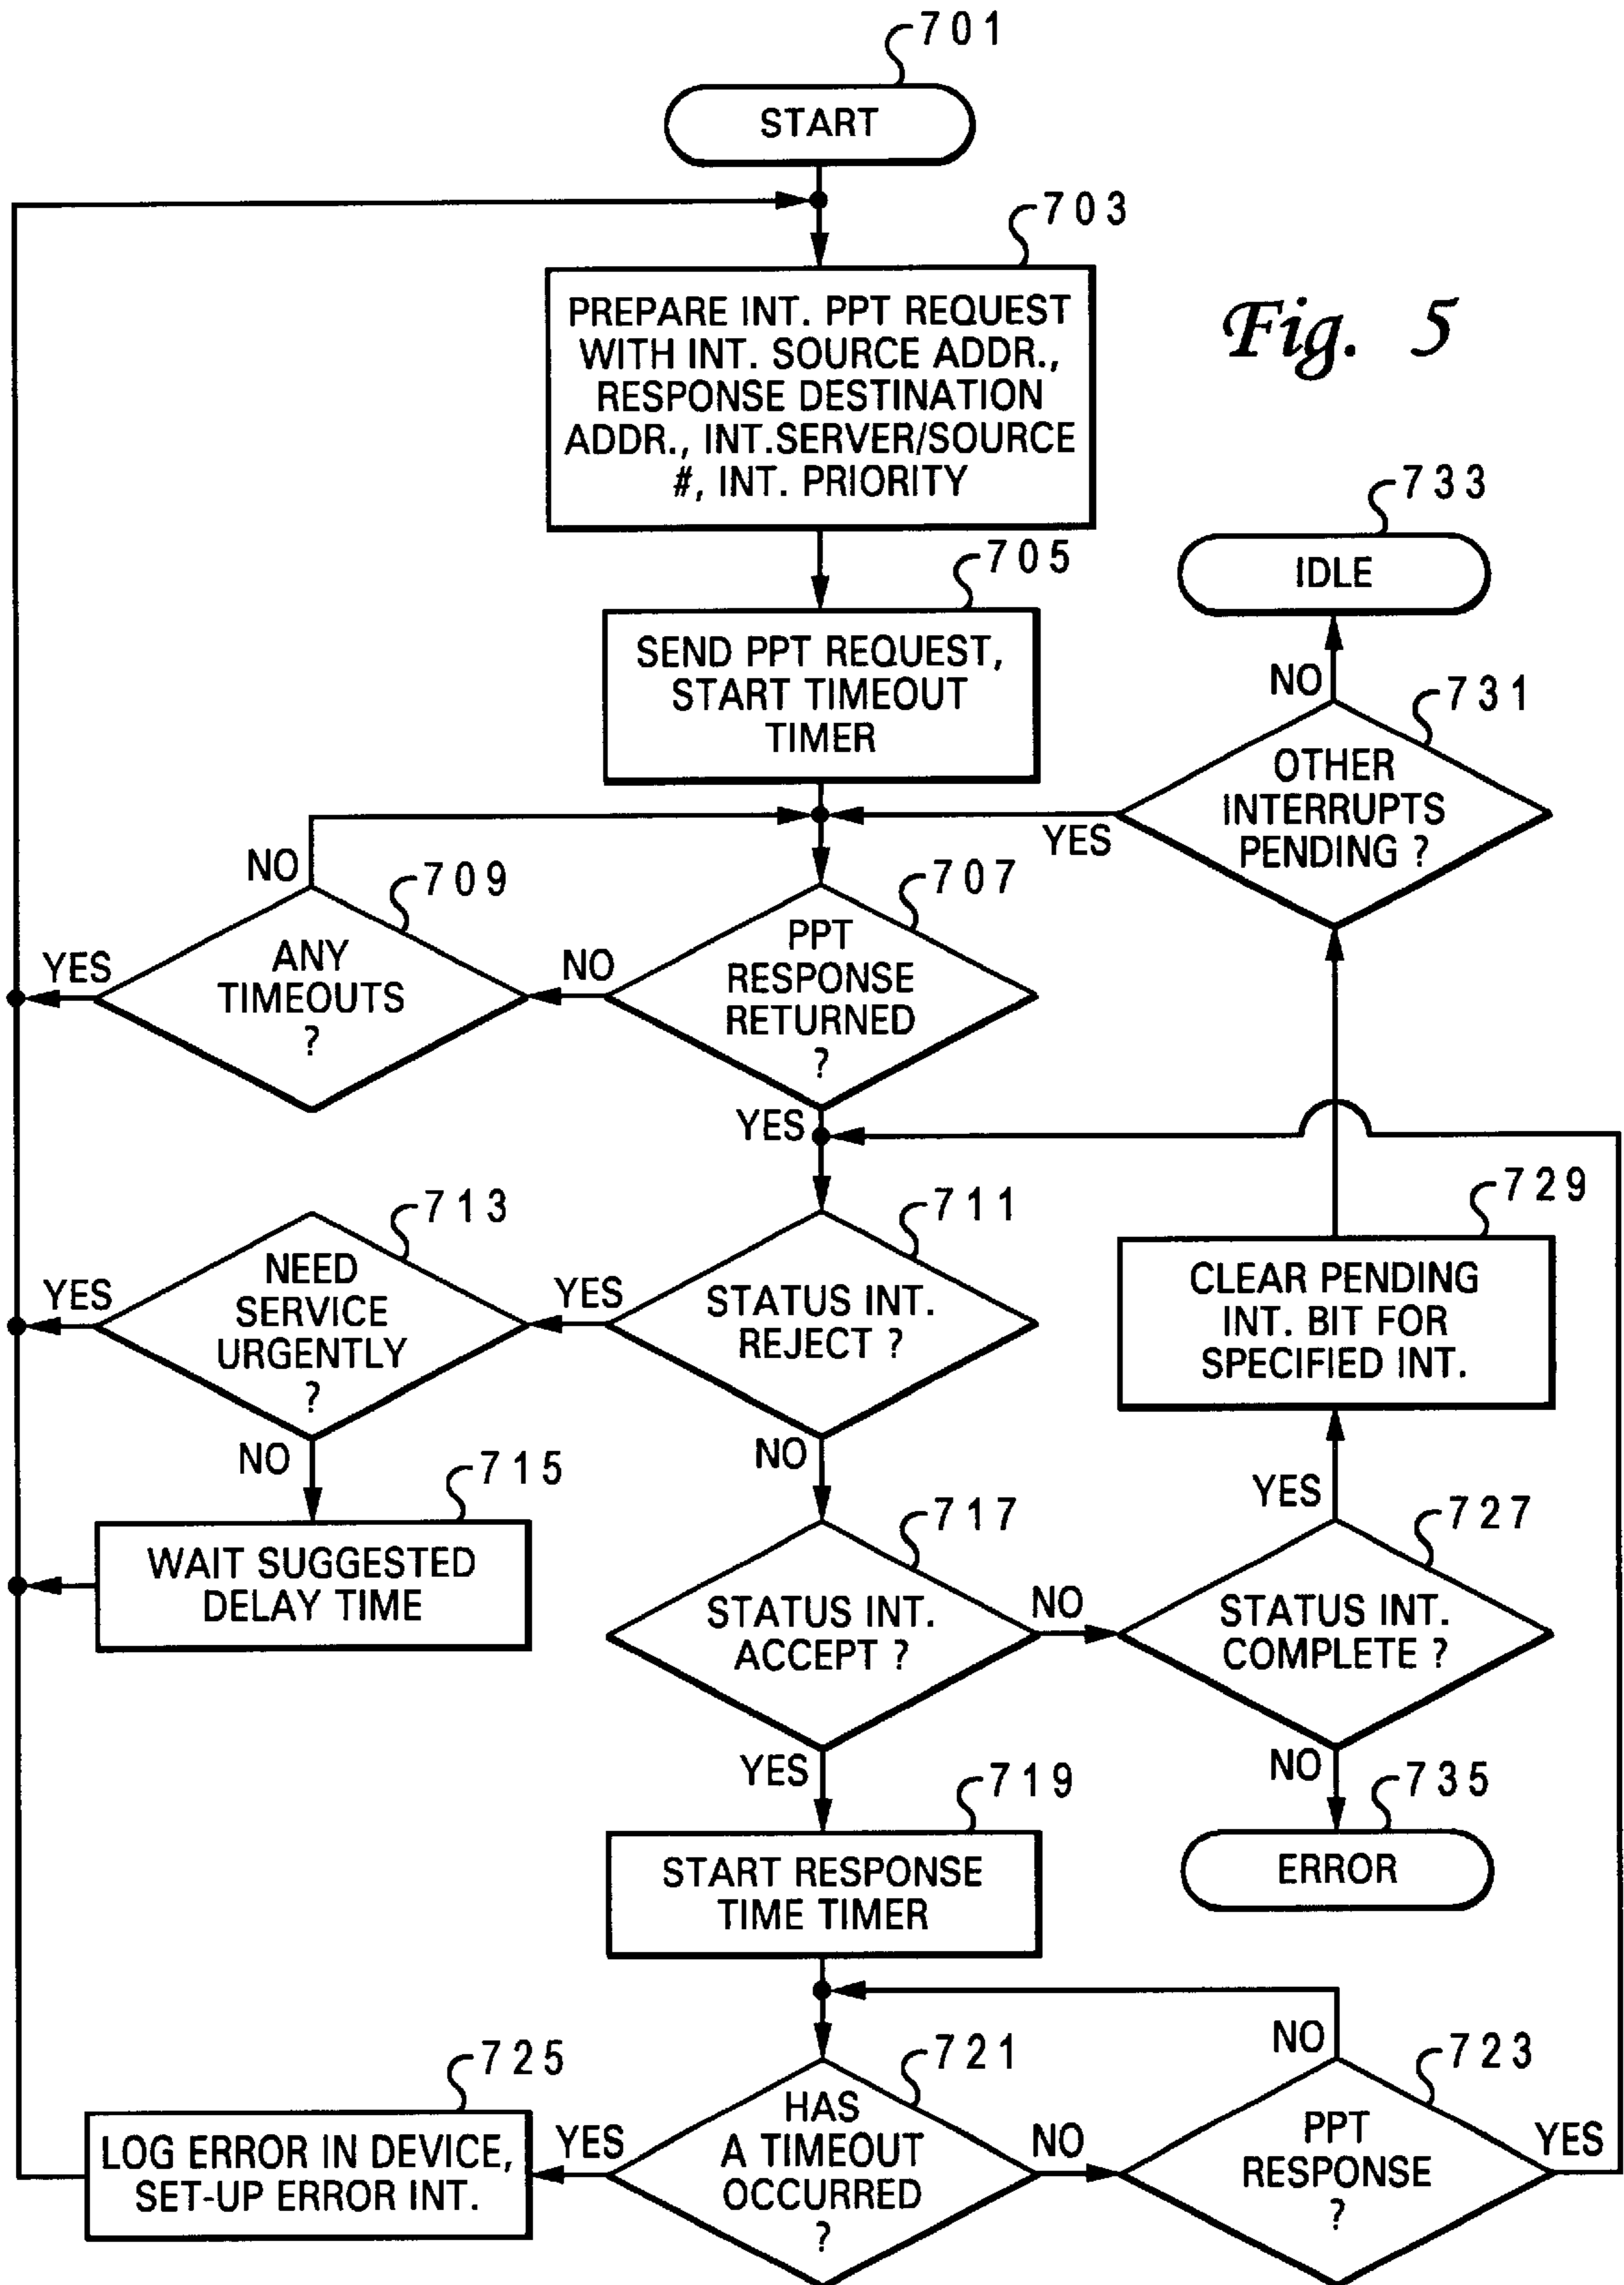 701
START
703
PREPARE INT. PPT REQUEST
WITH INT. SOURCE ADDR.,
RESPONSE DESTINATION
ADDR., INT.SERVER/SOURCE
#, INT. PRIORITY
Fig. 5
733
IDLE
705
SEND PPT REQUEST,
START TIMEOUT
TIMER
NO
731
OTHER
INTERRUPTS
PENDING ?
YES
NO
709
ANY
TIMEOUTS
?
YES
NO
707
PPT
RESPONSE
RETURNED
?
YES
713
NEED
SERVICE
URGENTLY
?
YES
NO
YES
711
STATUS INT.
REJECT ?
NO
729
CLEAR PENDING
INT. BIT FOR
SPECIFIED INT.
YES
715
WAIT SUGGESTED
DELAY TIME
717
STATUS INT.
ACCEPT ?
NO
YES
727
STATUS INT.
COMPLETE ?
NO
735
ERROR
719
START RESPONSE
TIME TIMER
725
LOG ERROR IN DEVICE,
SET-UP ERROR INT.
YES
721
HAS
A TIMEOUT
OCCURRED
?
NO
NO
723
PPT
RESPONSE
?
YES